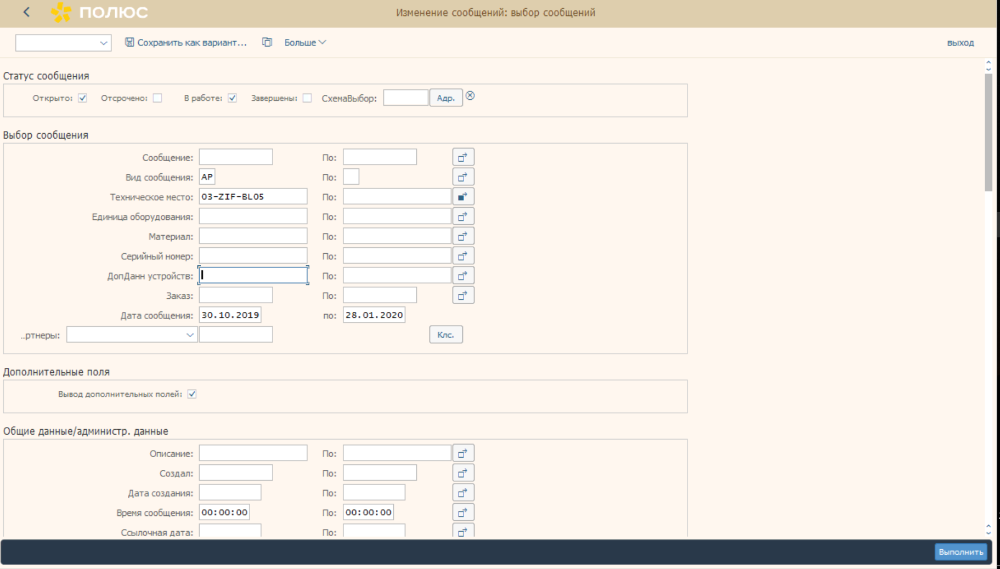 ПОЛЮС
Изменение сообщений: выбор сообщений
Сохранить как вариант... Больше выход
Статус сообщения
Открыто: Отсрочено: В работе: Завершены: СхемаВыбор: Адр.
Выбор сообщения
Сообщение: По:
Вид сообщения: AP По:
Техническое место: 03-ZIF-BL05 По:
Единица оборудования: По:
Материал: По:
Серийный номер: По:
ДопДанн устройств: По:
Заказ: По:
Дата сообщения: 30.10.2019 по: 28.01.2020
...ртнеры: Клс.
Дополнительные поля
Вывод дополнительных полей:
Общие данные/администр. данные
Описание: По:
Создал: По:
Дата создания: По:
Время сообщения: 00:00:00 По: 00:00:00
Ссылочная дата: По:
Выполнить